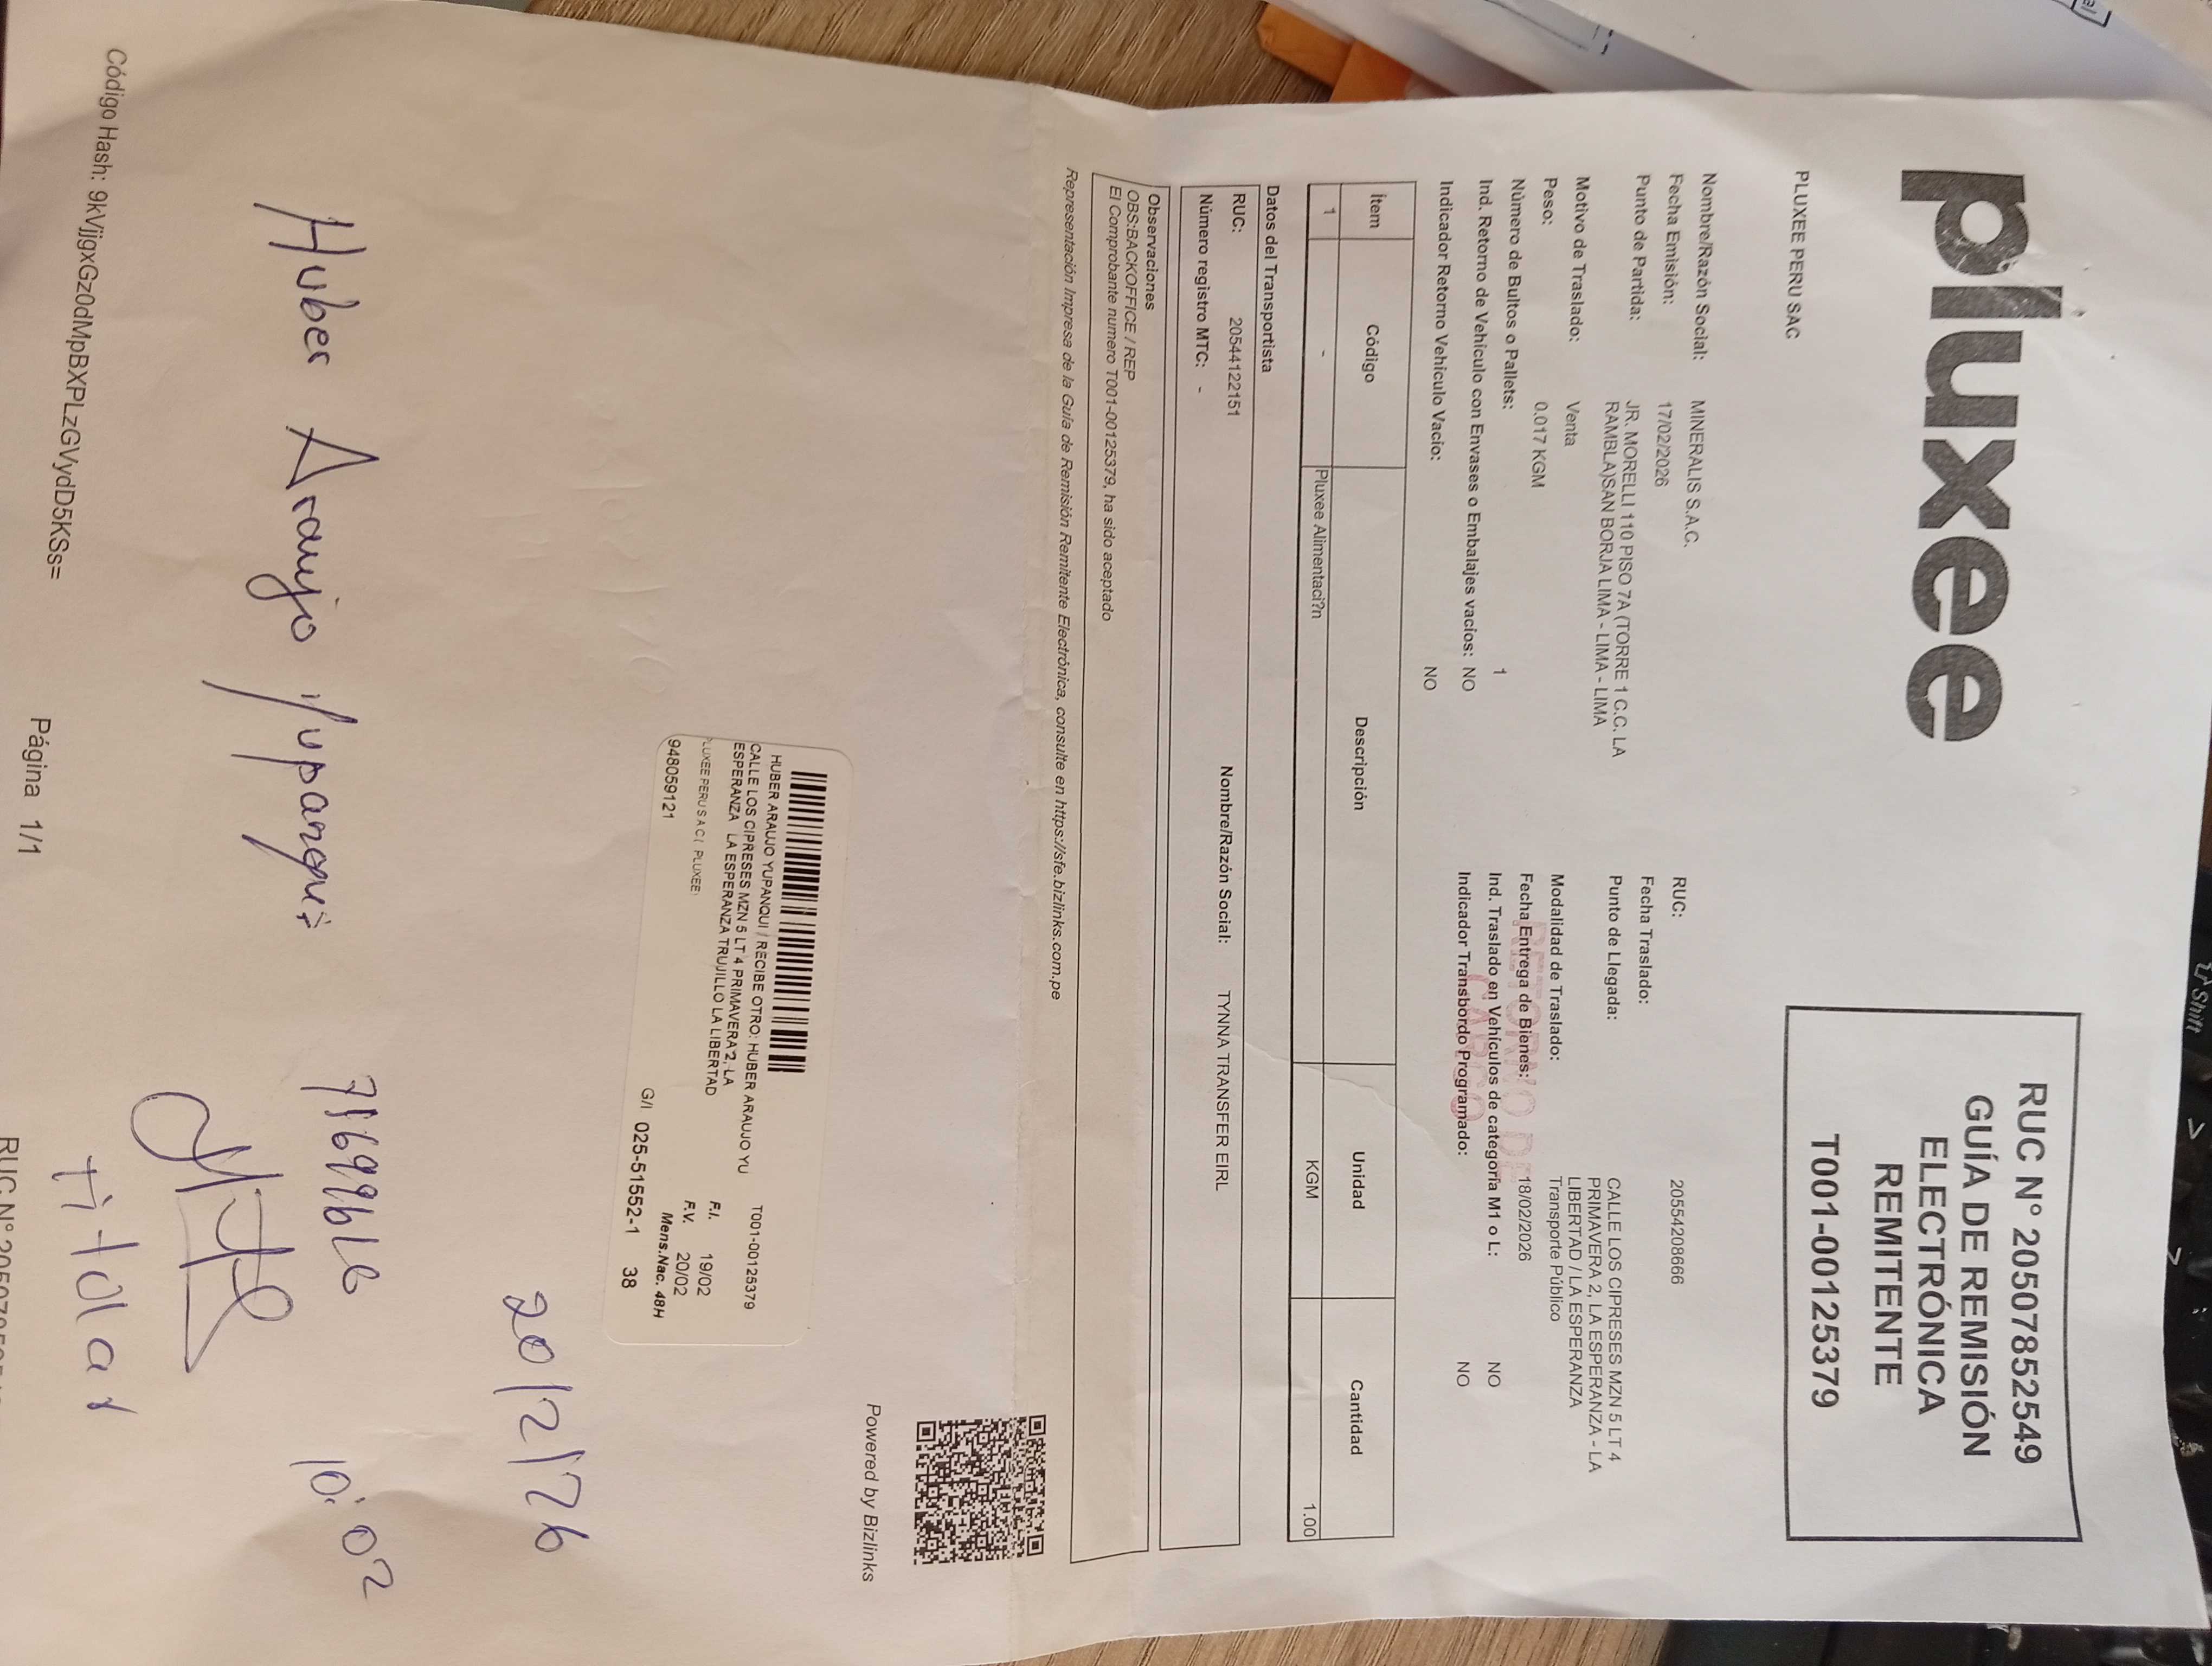 pluxee
RUC N° 20507852549
GUÍA DE REMISIÓN
ELECTRÓNICA
REMITENTE
T001-00125379
PLUXEE PERU SAC
Nombre/Razón Social: MINERALIS S.A.C.
RUC: 20554208666
Fecha Emisión: 17/02/2026
Fecha Traslado:
Punto de Partida: JR. MORELLI 110 PISO 7A (TORRE 1 C.C. LA
RAMBLA)SAN BORJA LIMA - LIMA - LIMA
Punto de Llegada: CALLE LOS CIPRESES MZN 5 LT 4
PRIMAVERA 2, LA ESPERANZA - LA
LIBERTAD / LA ESPERANZA
Motivo de Traslado: Venta
Modalidad de Traslado: Transporte Público
Peso: 0.017 KGM
Fecha Entrega de Bienes: 18/02/2026
Número de Bultos o Pallets: 1
Ind. Traslado en Vehículos de categoría M1 o L: NO
Ind. Retorno de Vehículo con Envases o Embalajes vacíos: NO
Indicador Transbordo Programado: NO
Indicador Retorno Vehiculo Vacio: NO
RETORNO DE
CARGO
Ítem Código Descripción Unidad Cantidad
1 - Pluxee Alimentaci?n KGM 1.00
Datos del Transportista
RUC: 20544122151 Nombre/Razón Social: TYNNA TRANSFER EIRL
Número registro MTC: -
Observaciones
OBS:BACKOFFICE / REP
El Comprobante numero T001-00125379, ha sido aceptado
Representación Impresa de la Guía de Remisión Remitente Electrónica, consulte en https://sfe.bizlinks.com.pe
Powered by Bizlinks
HUBER ARAUJO YUPANQUI / RECIBE OTRO: HUBER ARAUJO YU T001-00125379
CALLE LOS CIPRESES MZN 5 LT 4 PRIMAVERA 2, LA
ESPERANZA LA ESPERANZA TRUJILLO LA LIBERTAD
F.I. 19/02
PLUXEE PERU S A C ( PLUXEE)
F.V. 20/02
948059121
Mens.Nac. 48H
G/I 025-51552-1 38
20/2/26
Huber Araujo Yupanqui
10:02
titular
Código Hash: 9kVjjgxGz0dMpBXPLzGVydD5KSs=
Página 1/1
RUC N°
Shift